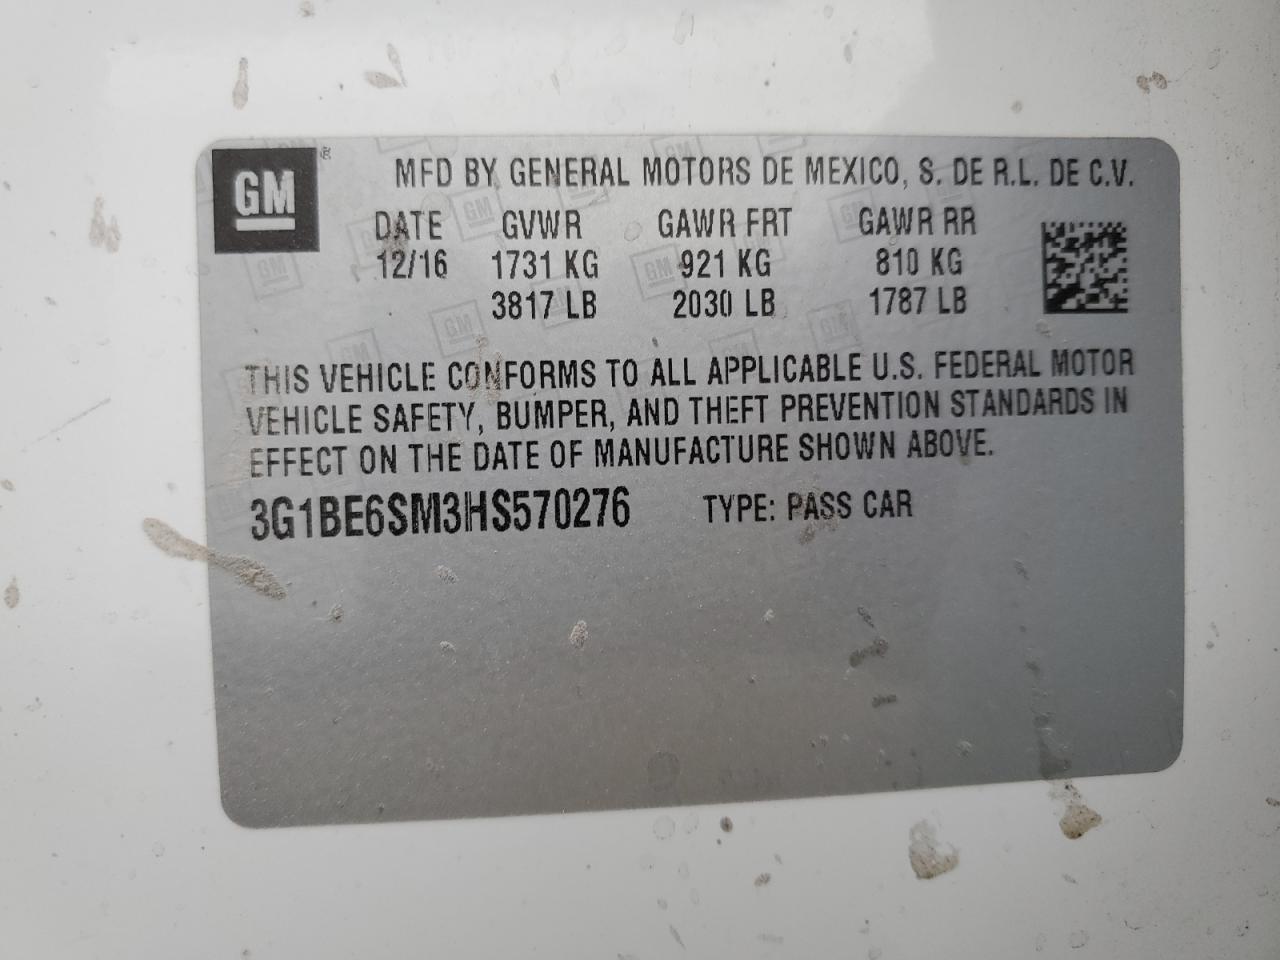 GM
MFD BY GENERAL MOTORS DE MEXICO, S. DE R.L. DE C.V.
DATE GVWR GAWR FRT GAWR RR
12/16 1731 KG 921 KG 810 KG
3817 LB 2030 LB 1787 LB
THIS VEHICLE CONFORMS TO ALL APPLICABLE U.S. FEDERAL MOTOR
VEHICLE SAFETY, BUMPER, AND THEFT PREVENTION STANDARDS IN
EFFECT ON THE DATE OF MANUFACTURE SHOWN ABOVE.
3G1BE6SM3HS570276 TYPE: PASS CAR